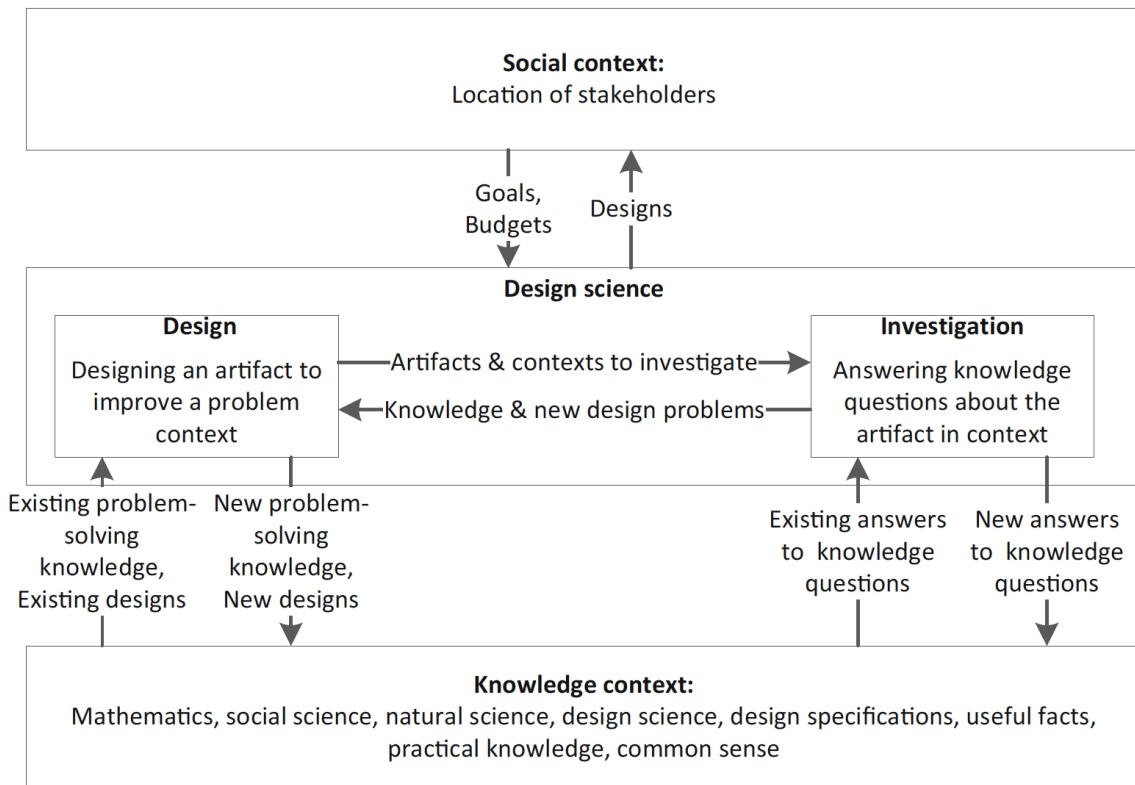 Social context:
Location of stakeholders
Goals,
Budgets
Designs
Design science
Design
Designing an artifact to
improve a problem
context
Artifacts & contexts to investigate
Knowledge & new design problems
Investigation
Answering knowledge
questions about the
artifact in context
Existing problem-
solving
knowledge,
Existing designs
New problem-
solving
knowledge,
New designs
Existing answers
to knowledge
questions
New answers
to knowledge
questions
Knowledge context:
Mathematics, social science, natural science, design science, design specifications, useful facts,
practical knowledge, common sense